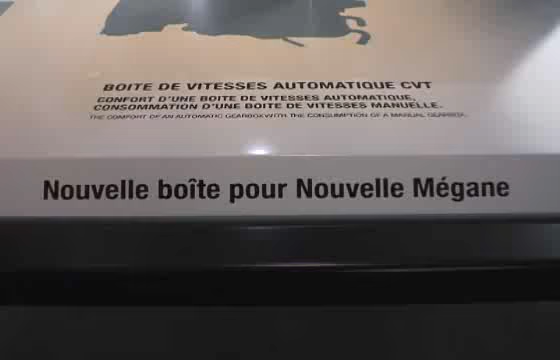 BOITE DE VITESSES AUTOMATIQUE CVT
CONFORT D'UNE BOITE DE VITESSES AUTOMATIQUE,
CONSOMMATION D'UNE BOITE DE VITESSES MANUELLE.
THE COMFORT OF AN AUTOMATIC GEARBOX WITH THE CONSUMPTION OF A MANUAL GEARBOX.
Nouvelle boîte pour Nouvelle Mégane